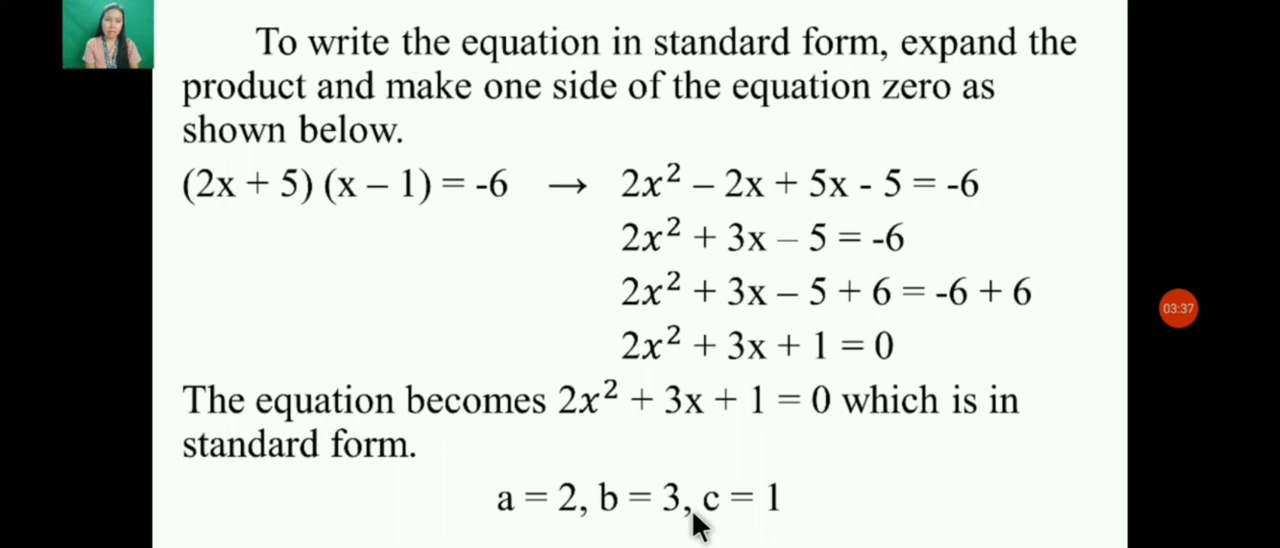 To write the equation in standard form, expand the
product and make one side of the equation zero as
shown below.
(2x + 5) (x – 1) = -6 → 2x² – 2x + 5x - 5 = -6
2x² + 3x – 5 = -6
2x² + 3x – 5 + 6 = -6 + 6
2x² + 3x + 1 = 0
The equation becomes 2x² + 3x + 1 = 0 which is in
standard form.
a = 2, b = 3, c = 1
03:37